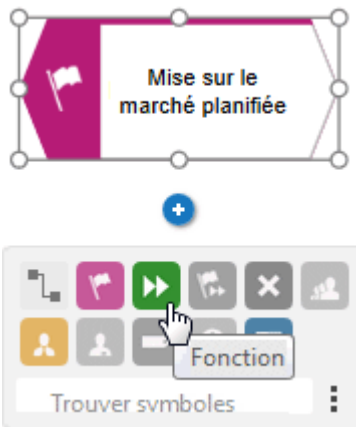 Mise sur le
marché planifiée
Fonction
Trouver symboles